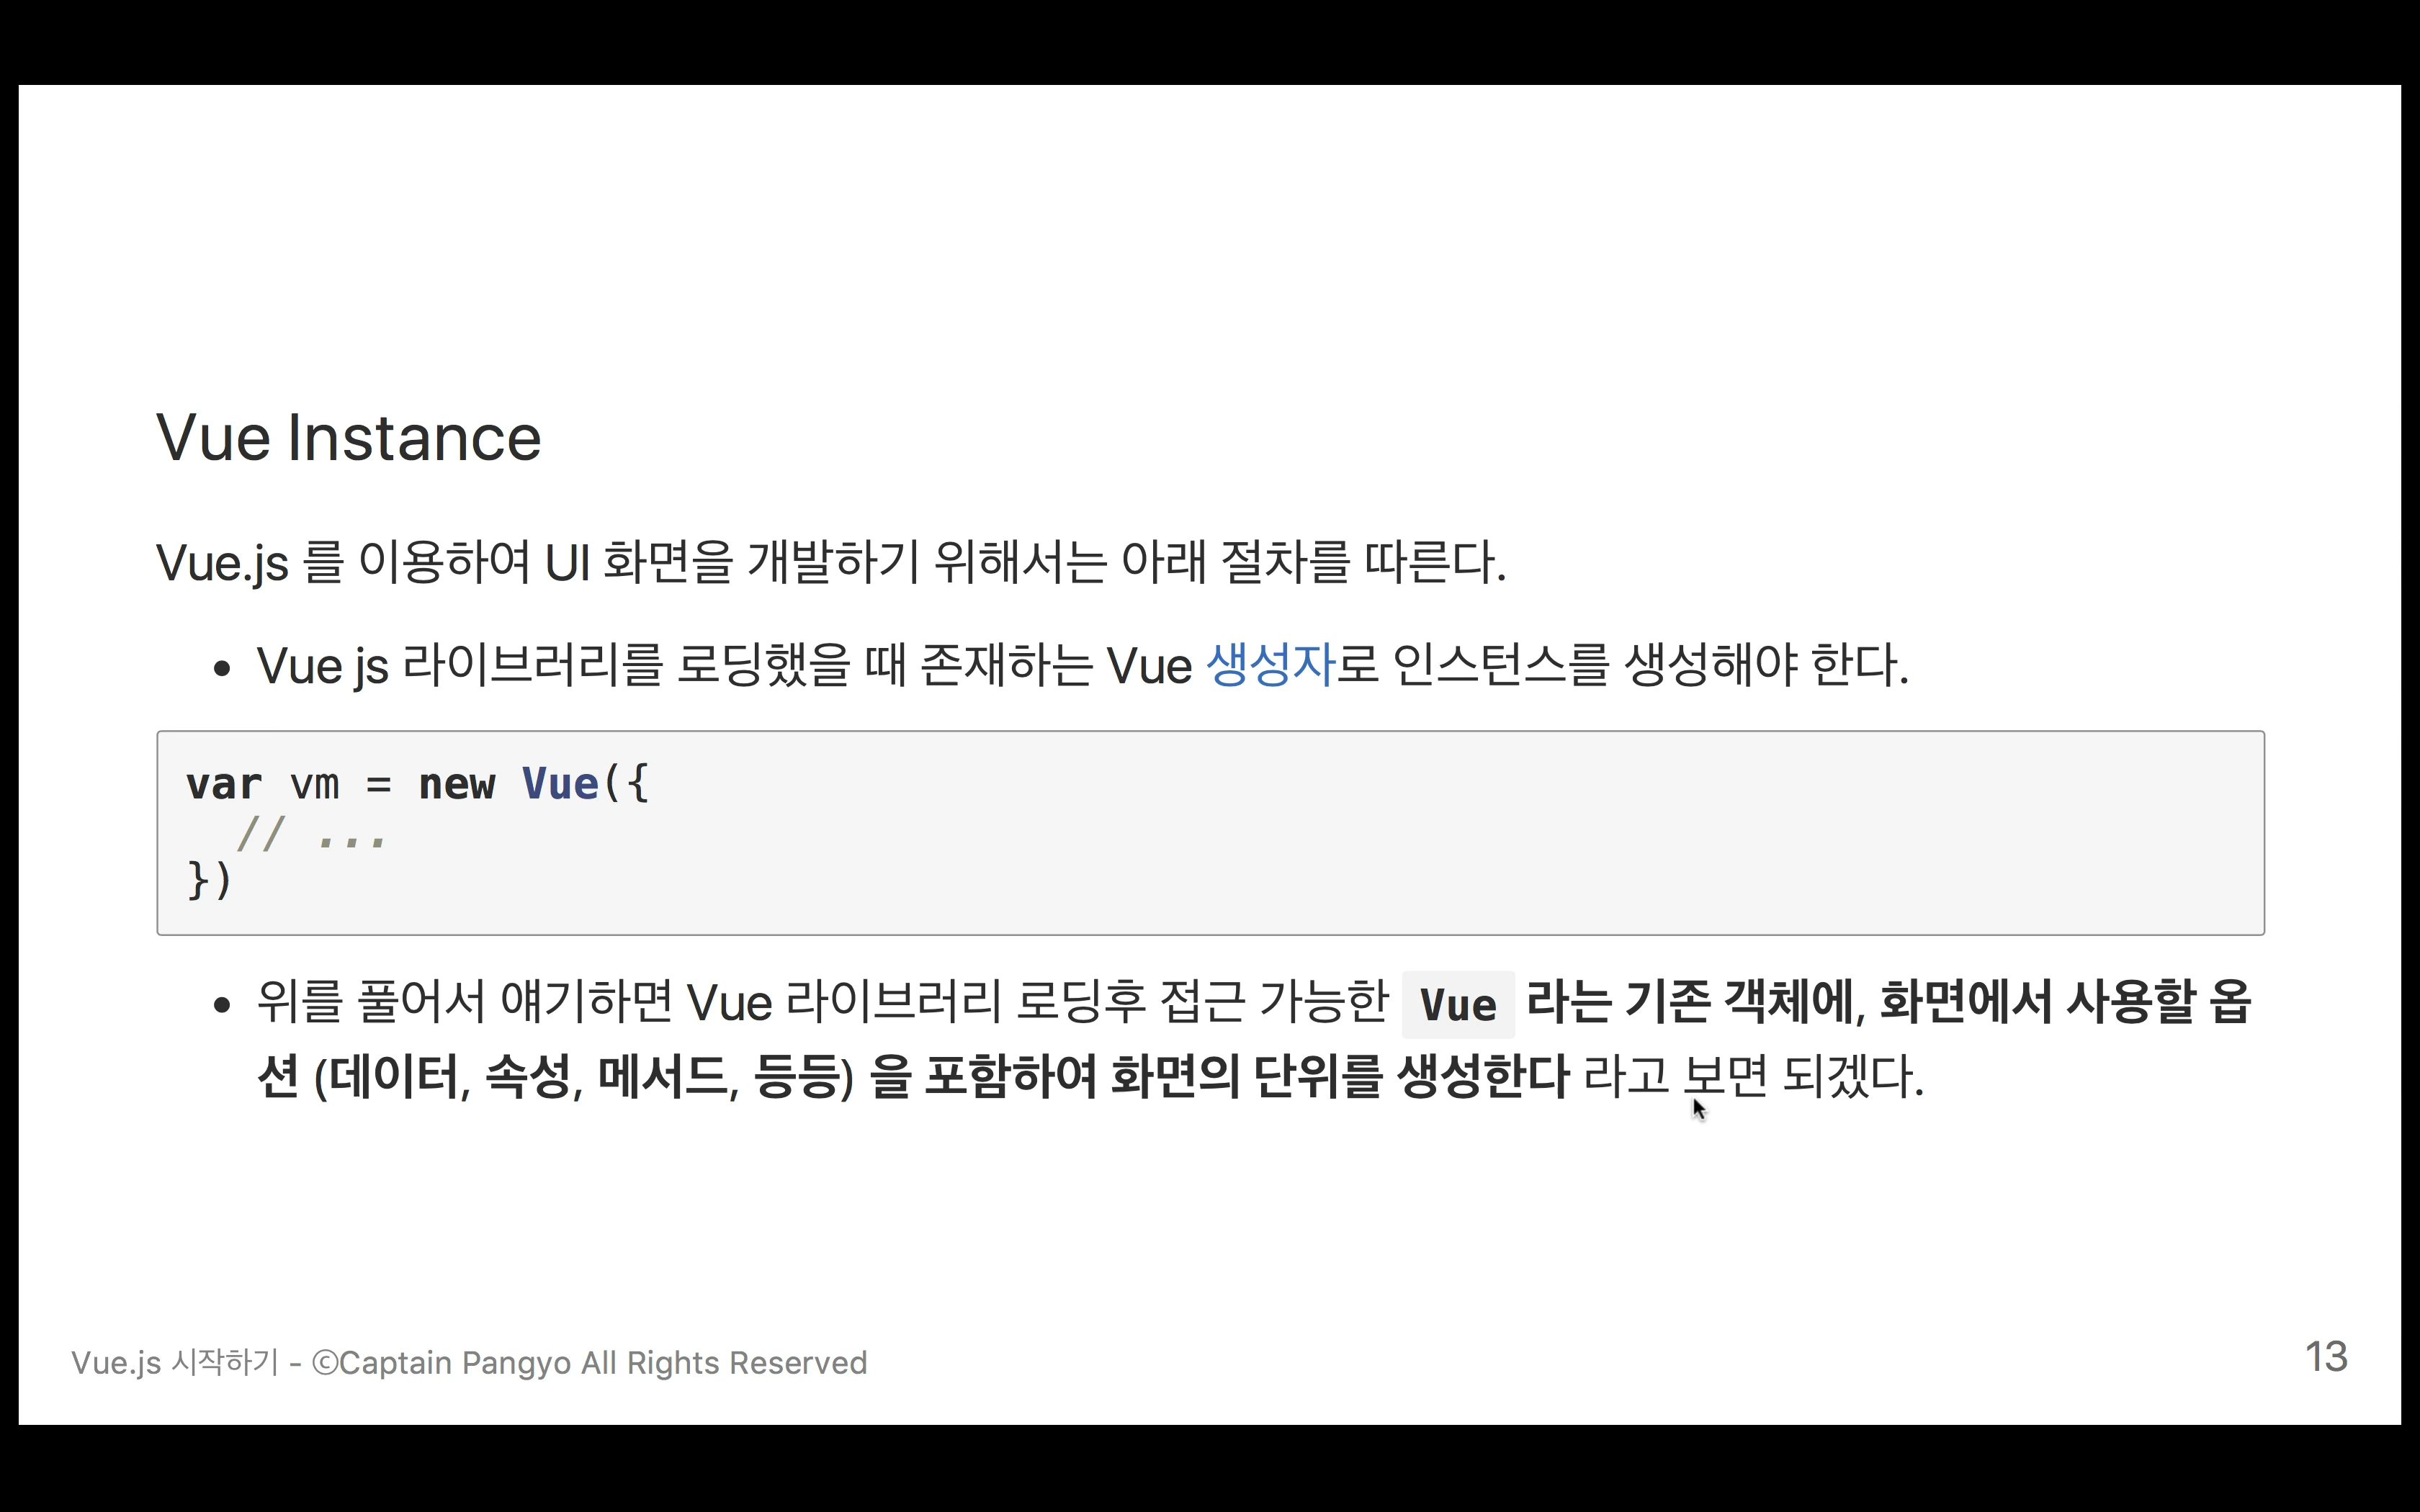 Vue Instance
Vue.js 를 이용하여 UI 화면을 개발하기 위해서는 아래 절차를 따른다.
• Vue js 라이브러리를 로딩했을 때 존재하는 Vue 생성자로 인스턴스를 생성해야 한다.
var vm = new Vue({
  // ...
})
• 위를 풀어서 얘기하면 Vue 라이브러리 로딩후 접근 가능한 Vue 라는 기존 객체에, 화면에서 사용할 옵
션 (데이터, 속성, 메서드, 등등) 을 포함하여 화면의 단위를 생성한다 라고 보면 되겠다.
Vue.js 시작하기 - ⓒCaptain Pangyo All Rights Reserved
13